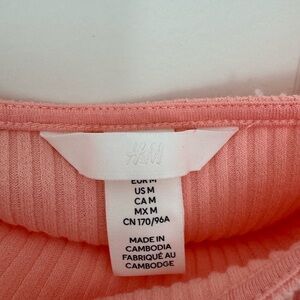 H&M
EUR M
US M
CA M
MX M
CN 170/96A
MADE IN
CAMBODIA
FABRIQUÉ AU
CAMBODGE